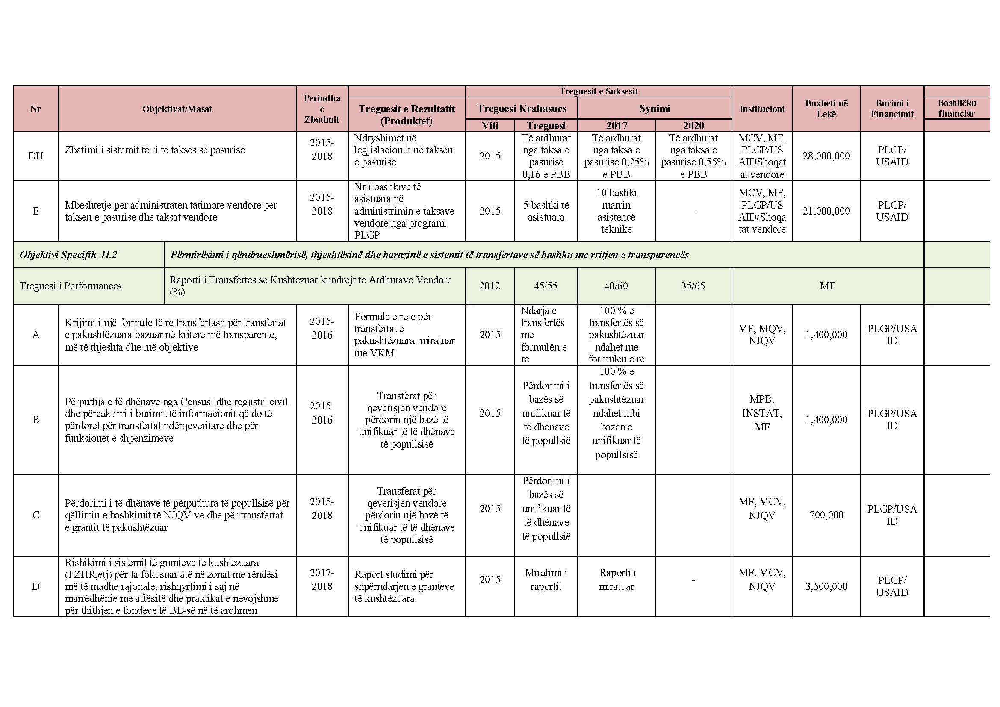 Nr
Objektivat/Masat
Periudha
e
Zbatimit
Treguesit e Rezultatit
(Produktet)
Treguesit e Suksesit
Treguesi Krahasues
Synimi
Viti
Treguesi
2017
2020
Institucioni
Buxheti në
Lekë
Burimi i
Financimit
Boshllëku
financiar
DH
Zbatimi i sistemit të ri të taksës së pasurisë
2015-
2018
Ndryshimet në
legjislacionin në taksën
e pasurisë
2015
Të ardhurat
nga taksa e
pasurisë
0,16 e PBB
Të ardhurat
nga taksa e
pasurise 0,25%
e PBB
Të ardhurat
nga taksa e
pasurise 0,55%
e PBB
MCV, MF,
PLGP/US
AIDShoqat
at vendore
28,000,000
PLGP/
USAID
E
Mbeshtetje per administraten tatimore vendore per
taksen e pasurise dhe taksat vendore
2015-
2018
Nr i bashkive të
asistuara në
administrimin e taksave
vendore nga programi
PLGP
2015
5 bashki të
asistuara
10 bashki
marrin
asistencë
teknike
-
MCV, MF,
PLGP/US
AID/Shoqa
tat vendore
21,000,000
PLGP/
USAID
Objektivi Specifik II.2
Përmirësimi i qëndrueshmërisë, thjeshtësinë dhe barazinë e sistemit të transfertave së bashku me rritjen e transparencës
Treguesi i Performances
Raporti i Transfertes se Kushtezuar kundrejt te Ardhurave Vendore
(%)
2012
45/55
40/60
35/65
MF
A
Krijimi i një formule të re transfertash për transfertat
e pakushtëzuara bazuar në kritere më transparente,
më të thjeshta dhe më objektive
2015-
2016
Formule e re e për
transfertat e
pakushtëzuara miratuar
me VKM
2015
Ndarja e
transfertës
me
formulën e
re
100 % e
transfertës së
pakushtëzuar
ndahet me
formulën e re
MF, MQV,
NJQV
1,400,000
PLGP/USA
ID
B
Përputhja e të dhënave nga Censusi dhe regjistri civil
dhe përcaktimi i burimit të informacionit që do të
përdoret për transfertat ndërqeveritare dhe për
funksionet e shpenzimeve
2015-
2016
Transferat për
qeverisjen vendore
përdorin një bazë të
unifikuar të të dhënave
të popullsisë
2015
Përdorimi i
bazës së
unifikuar të
të dhënave
të popullsië
100 % e
transfertës së
pakushtëzuar
ndahet mbi
bazën e
unifikuar të
popullsisë
MPB,
INSTAT,
MF
1,400,000
PLGP/USA
ID
C
Përdorimi i të dhënave të përputhura të popullsisë për
qëllimin e bashkimit të NJQV-ve dhe për transfertat
e grantit të pakushtëzuar
2015-
2018
Transferat për
qeverisjen vendore
përdorin një bazë të
unifikuar të të dhënave
të popullsisë
2015
Përdorimi i
bazës së
unifikuar të
të dhënave
të popullsië
MF, MCV,
NJQV
700,000
PLGP/USA
ID
D
Rishikimi i sistemit të granteve te kushtezuara
(FZHR,etj) për ta fokusuar atë në zonat me rëndësi
më të madhe rajonale; rishqyrtimi i saj në
marrëdhënie me aftësitë dhe praktikat e nevojshme
për thithjen e fondeve të BE-së në të ardhmen
2017-
2018
Raport studimi për
shpërndarjen e granteve
të kushtëzuara
2015
Miratimi i
raportit
Raporti i
miratuar
-
MF, MCV,
NJQV
3,500,000
PLGP/
USAID